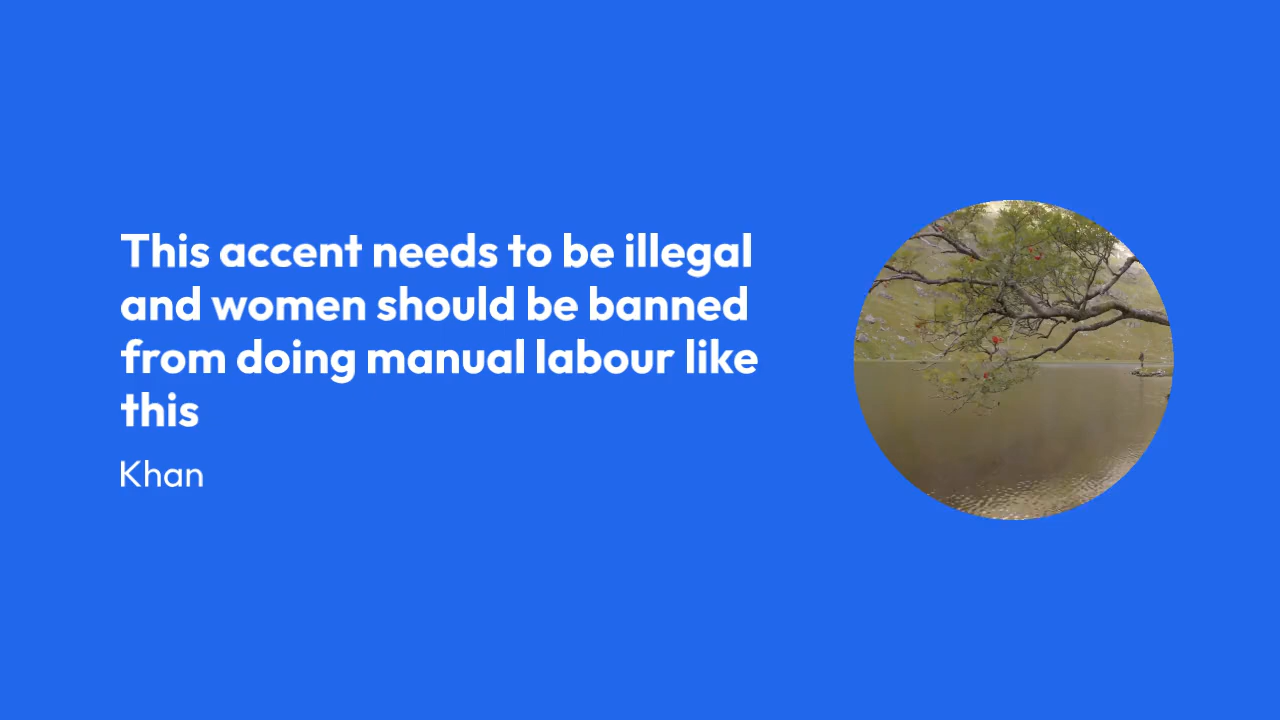 This accent needs to be illegal
and women should be banned
from doing manual labour like
this
Khan